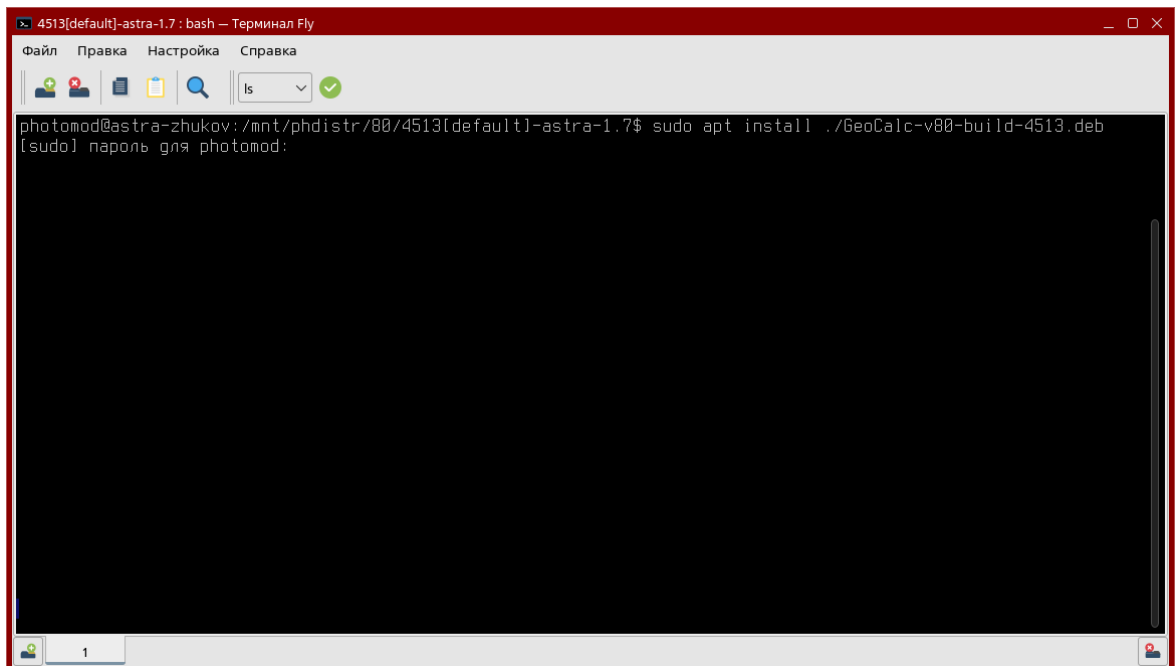 4513[default]-astra-1.7 : bash — Терминал Fly
Файл Правка Настройка Справка
ls
photomod@astra-zhukov:/mnt/phdistr/80/4513[default]-astra-1.7$ sudo apt install ./GeoCalc-v80-build-4513.deb
[sudo] пароль для photomod:
1